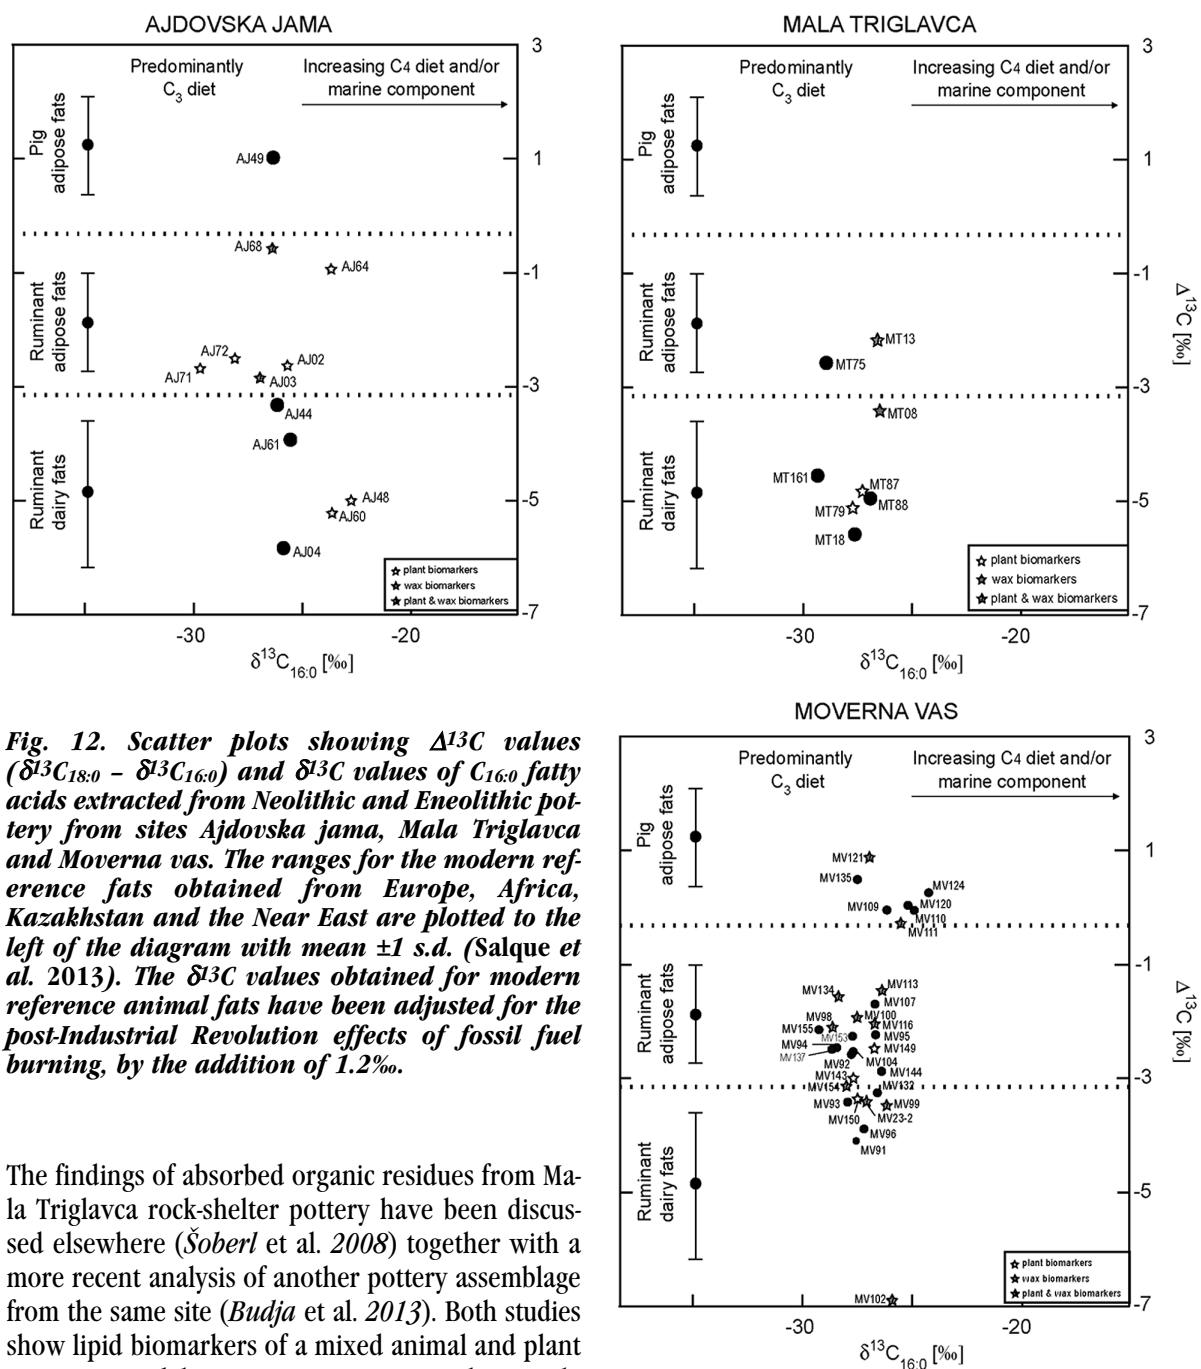 AJDOVSKA JAMA
3
Predominantly
C3 diet
Increasing C4 diet and/or
marine component
Pig
adipose fats
AJ49
1
AJ68
AJ64
-1
Ruminant
adipose fats
AJ72
AJ71
AJ02
AJ03
-3
AJ44
AJ61
Ruminant
dairy fats
AJ48
AJ60
-5
AJ04
plant biomarkers
wax biomarkers
plant & wax biomarkers
-7
-30
-20
δ13C16:0 [‰]
MALA TRIGLAVCA
3
Predominantly
C3 diet
Increasing C4 diet and/or
marine component
Pig
adipose fats
1
-1
Δ13C [‰]
Ruminant
adipose fats
MT13
MT75
-3
MT08
Ruminant
dairy fats
MT161
MT87
MT88
MT79
-5
MT18
plant biomarkers
wax biomarkers
plant & wax biomarkers
-7
-30
-20
δ13C16:0 [‰]
Fig. 12. Scatter plots showing Δ13C values
(δ13C18:0 – δ13C16:0) and δ13C values of C16:0 fatty
acids extracted from Neolithic and Eneolithic pot-
tery from sites Ajdovska jama, Mala Triglavca
and Moverna vas. The ranges for the modern ref-
erence fats obtained from Europe, Africa,
Kazakhstan and the Near East are plotted to the
left of the diagram with mean ±1 s.d. (Salque et
al. 2013). The δ13C values obtained for modern
reference animal fats have been adjusted for the
post-Industrial Revolution effects of fossil fuel
burning, by the addition of 1.2‰.
The findings of absorbed organic residues from Ma-
la Triglavca rock-shelter pottery have been discus-
sed elsewhere (Šoberl et al. 2008) together with a
more recent analysis of another pottery assemblage
from the same site (Budja et al. 2013). Both studies
show lipid biomarkers of a mixed animal and plant
MOVERNA VAS
3
Predominantly
C3 diet
Increasing C4 diet and/or
marine component
Pig
adipose fats
MV121
1
MV135
MV124
MV109
MV120
MV110
MV111
-1
Δ13C [‰]
Ruminant
adipose fats
MV134
MV113
MV107
MV98
MV100
MV116
MV155
MV153
MV95
MV94
MV149
MV137
MV92
MV104
MV143
MV144
-3
MV154
MV132
MV93
MV99
MV150
MV23-2
MV96
MV91
Ruminant
dairy fats
-5
plant biomarkers
wax biomarkers
plant & wax biomarkers
MV102
-7
-30
-20
δ13C16:0 [‰]